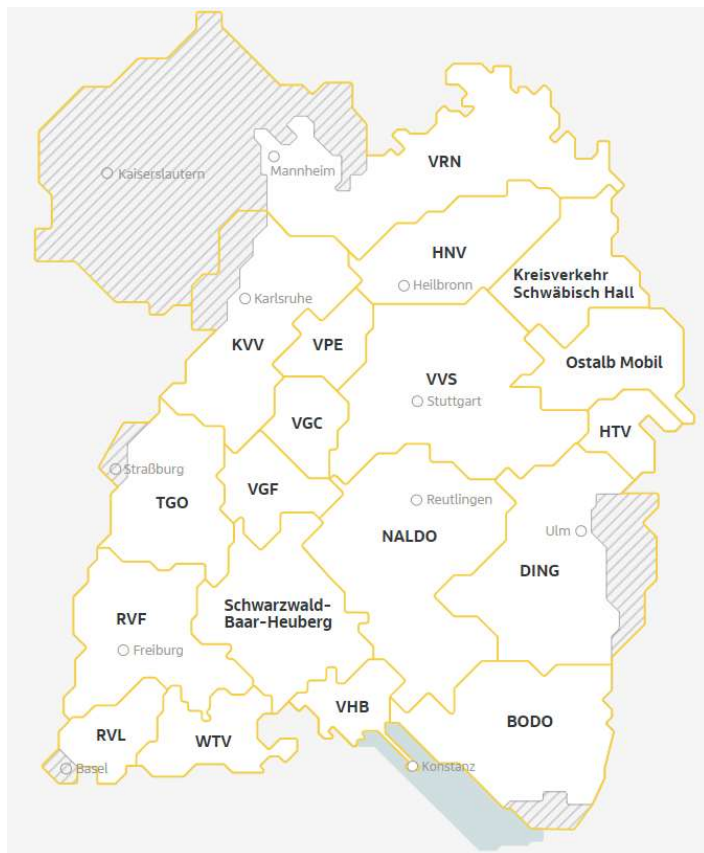 VRN
Mannheim
Kaiserslautern
HNV
Kreisverkehr
Schwäbisch Hall
Heilbronn
Karlsruhe
KVV
VPE
Ostalb Mobil
VVS
Stuttgart
VGC
HTV
Straßburg
VGF
TGO
Reutlingen
Ulm
NALDO
DING
Schwarzwald-
Baar-Heuberg
RVF
Freiburg
VHB
BODO
RVL
WTV
Konstanz
Basel